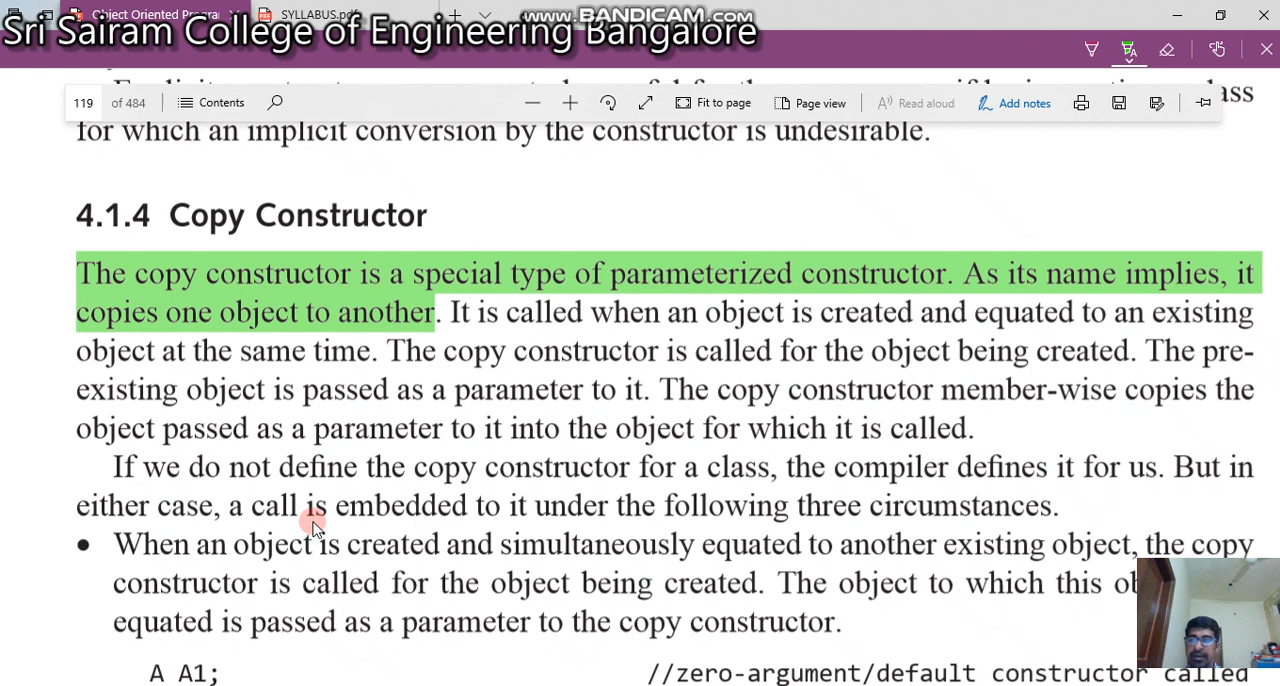 Object Oriented Progra
SYLLABUS.pdf
www.BANDICAM.com
Sri Sairam College of Engineering Bangalore
119 of 484 Contents Fit to page Page view Read aloud Add notes
ass
for which an implicit conversion by the constructor is undesirable.
4.1.4 Copy Constructor
The copy constructor is a special type of parameterized constructor. As its name implies, it
copies one object to another. It is called when an object is created and equated to an existing
object at the same time. The copy constructor is called for the object being created. The pre-
existing object is passed as a parameter to it. The copy constructor member-wise copies the
object passed as a parameter to it into the object for which it is called.
If we do not define the copy constructor for a class, the compiler defines it for us. But in
either case, a call is embedded to it under the following three circumstances.
• When an object is created and simultaneously equated to another existing object, the copy
constructor is called for the object being created. The object to which this ob
equated is passed as a parameter to the copy constructor.
A A1; //zero-argument/default constructor called